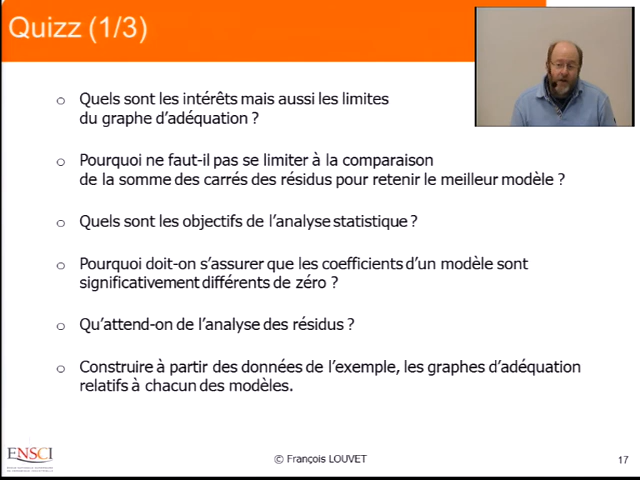 Quizz (1/3)
o Quels sont les intérêts mais aussi les limites
du graphe d’adéquation ?
o Pourquoi ne faut-il pas se limiter à la comparaison
de la somme des carrés des résidus pour retenir le meilleur modèle ?
o Quels sont les objectifs de l’analyse statistique ?
o Pourquoi doit-on s’assurer que les coefficients d’un modèle sont
significativement différents de zéro ?
o Qu’attend-on de l’analyse des résidus ?
o Construire à partir des données de l’exemple, les graphes d’adéquation
relatifs à chacun des modèles.
ENSCI
© François LOUVET
17